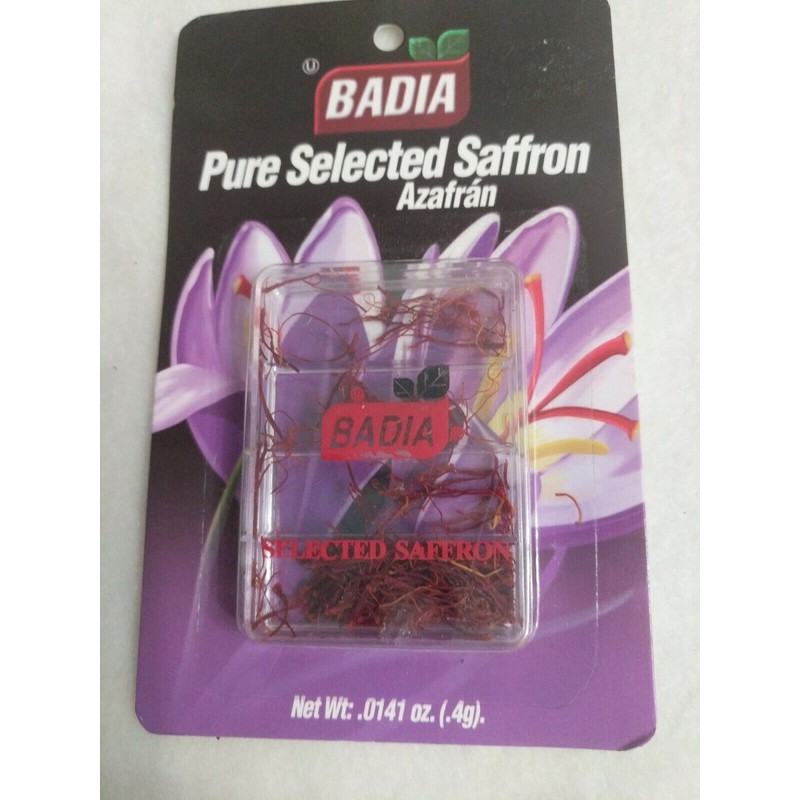 U
BADIA
Pure Selected Saffron
Azafrán
BADIA
SELECTED SAFFRON
Net Wt: .0141 oz. (.4g).